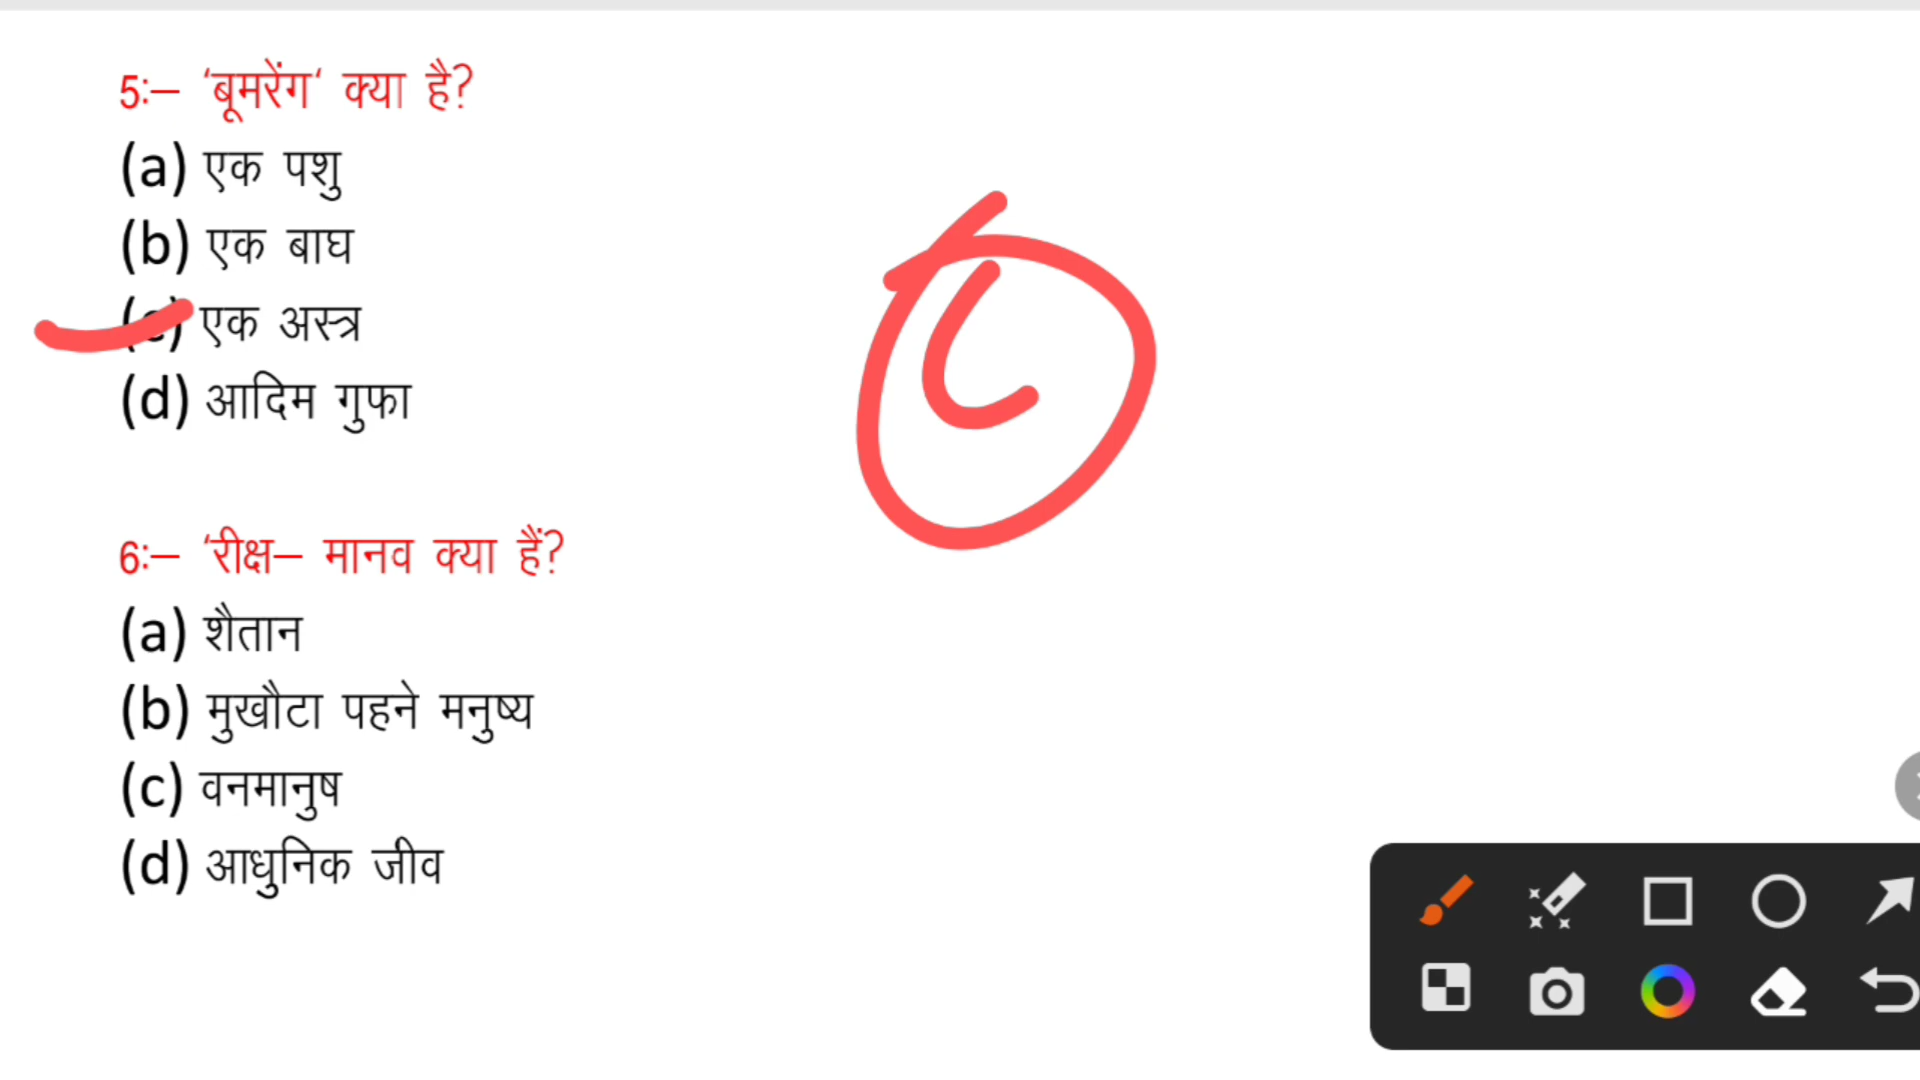 5:– ‘बूमरेंग‘ क्या है?
(a) एक पशु
(b) एक बाघ
(c) एक अस्त्र
(d) आदिम गुफा
C
6:– ‘रीक्ष– मानव क्या हैं?
(a) शैतान
(b) मुखौटा पहने मनुष्य
(c) वनमानुष
(d) आधुनिक जीव